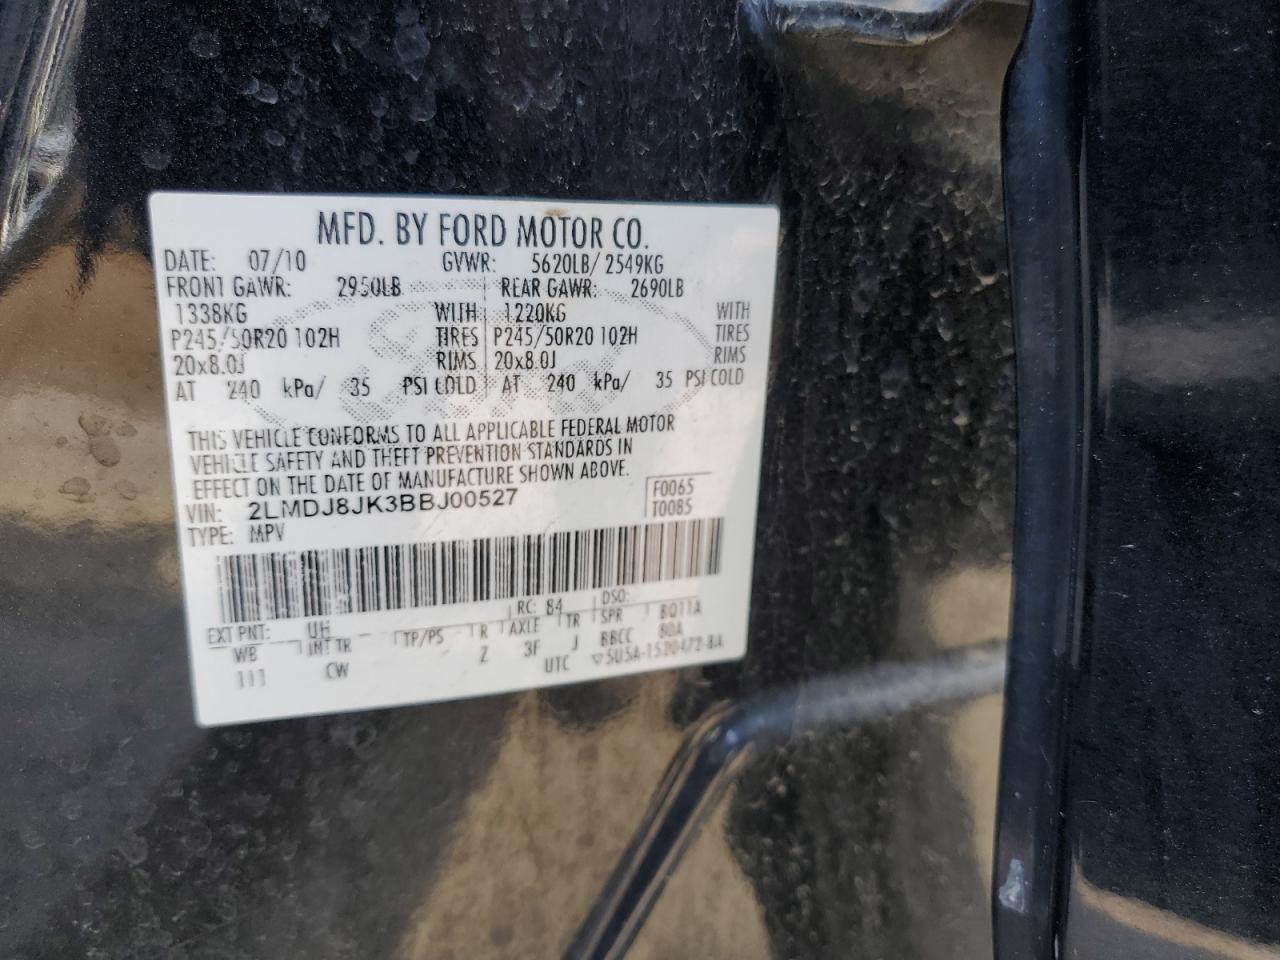 MFD. BY FORD MOTOR CO.
DATE: 07/10 GVWR: 5620LB/ 2549KG
FRONT GAWR: 2950LB REAR GAWR: 2690LB
1338KG WITH 1220KG WITH
P245/50R20 102H TIRES P245/50R20 102H TIRES
20x8.0J RIMS 20x8.0J RIMS
AT 240 kPa/ 35 PSI COLD AT 240 kPa/ 35 PSI COLD
THIS VEHICLE CONFORMS TO ALL APPLICABLE FEDERAL MOTOR
VEHICLE SAFETY AND THEFT PREVENTION STANDARDS IN
EFFECT ON THE DATE OF MANUFACTURE SHOWN ABOVE.
VIN: 2LMDJ8JK3BBJ00527 F0065
TYPE: MPV T0085
RC: 84 DSO:
EXT PNT: UH
WB INT TR TP/PS R AXLE TR SPR BQ11A
111 CW Z 3F J BBCC 80A
UTC ▽5U5A-1520472-BA